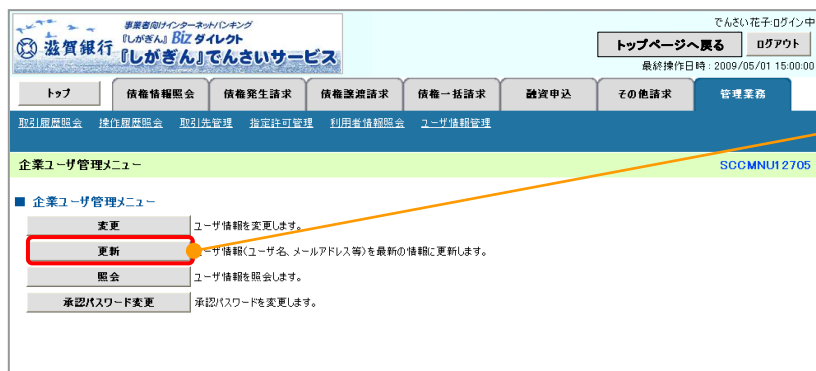 でんさい花子:ログイン中
事業者向けインターネットバンキング
『しがぎん』Biz ダイレクト
滋賀銀行
『しがぎん』でんさいサービス
トップページへ戻る
ログアウト
最終操作日時:2009/05/01 15:00:00
トップ 債権情報照会 債権発生請求 債権譲渡請求 債権一括請求 融資申込 その他請求 管理業務
取引履歴照会 操作履歴照会 取引先管理 指定許可管理 利用者情報照会 ユーザ情報管理
企業ユーザ管理メニュー SCCMNU12705
■ 企業ユーザ管理メニュー
変更 ユーザ情報を変更します。
更新 ーザ情報(ユーザ名、メールアドレス等)を最新の情報に更新します。
照会 ユーザ情報を照会します。
承認パスワード変更 承認パスワードを変更します。